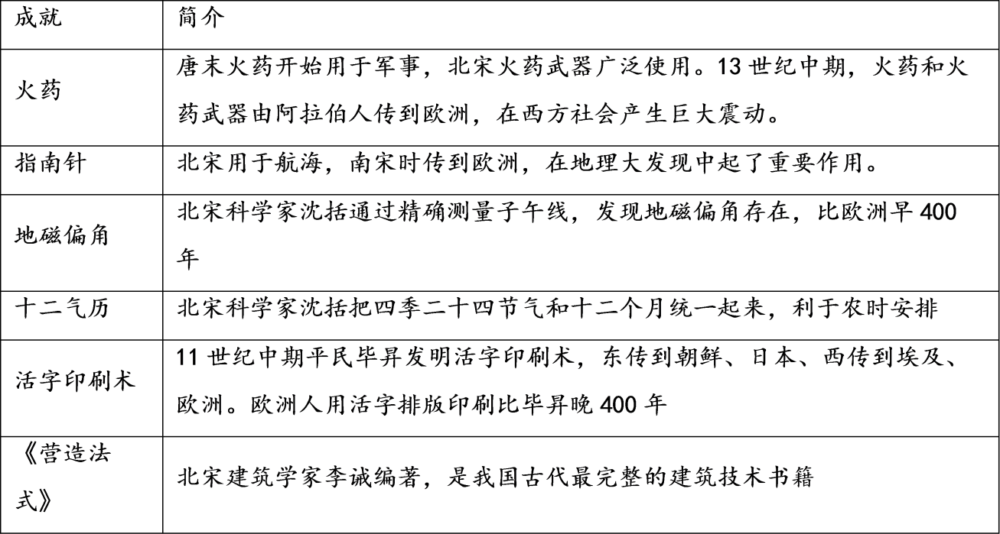 成就 简介
火药
唐末火药开始用于军事，北宋火药武器广泛使用。13世纪中期，火药和火
药武器由阿拉伯人传到欧洲，在西方社会产生巨大震动。
指南针 北宋用于航海，南宋时传到欧洲，在地理大发现中起了重要作用。
地磁偏角
北宋科学家沈括通过精确测量子午线，发现地磁偏角存在，比欧洲早400
年
十二气历 北宋科学家沈括把四季二十四节气和十二个月统一起来，利于农时安排
活字印刷术
11世纪中期平民毕昇发明活字印刷术，东传到朝鲜、日本、西传到埃及、
欧洲。欧洲人用活字排版印刷比毕昇晚400年
《营造法
式》
北宋建筑学家李诫编著，是我国古代最完整的建筑技术书籍